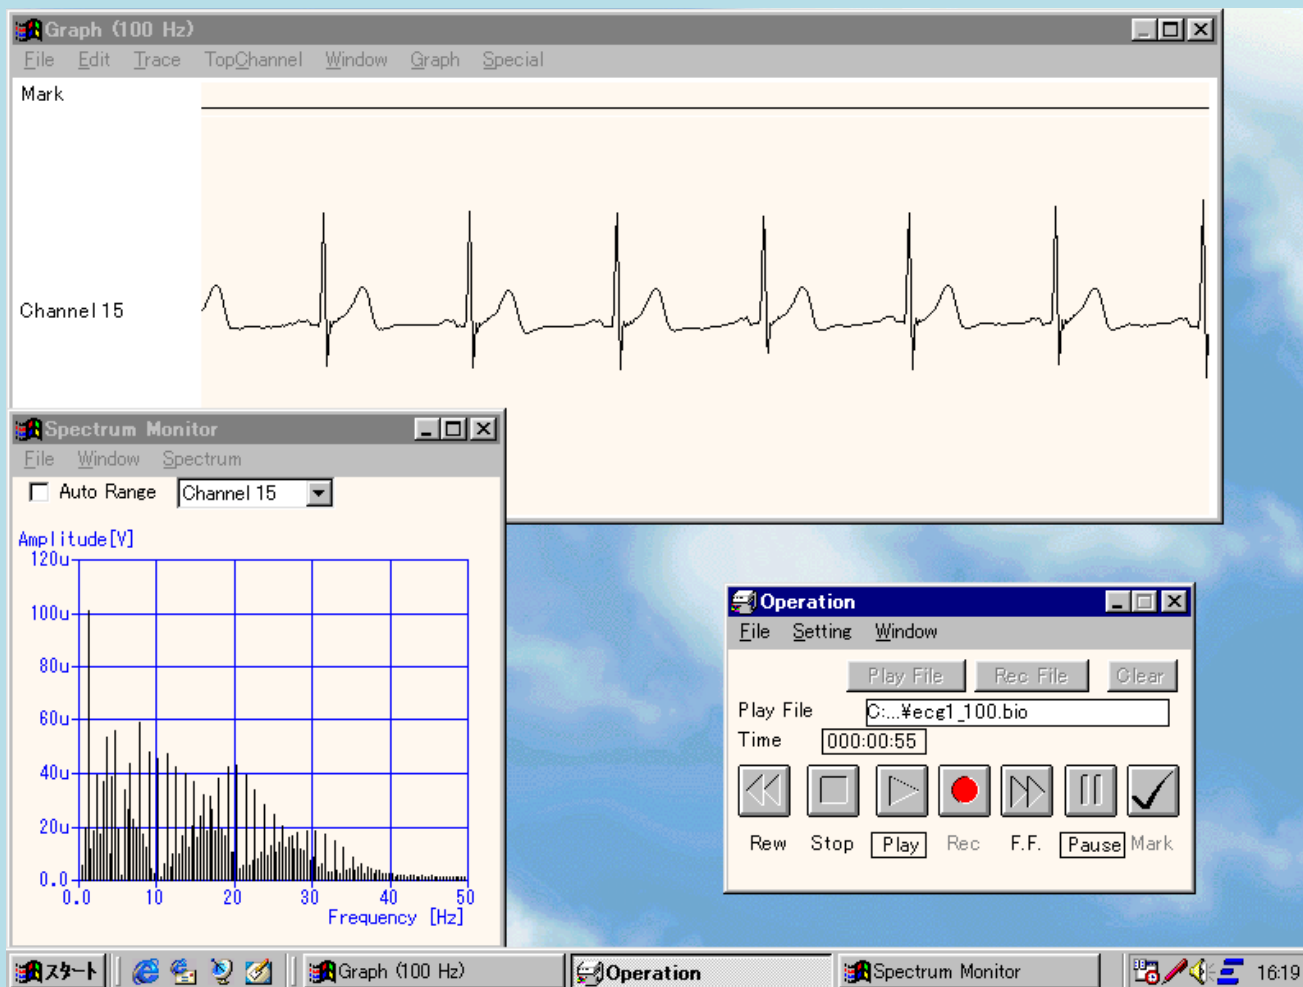 Graph (100 Hz)
File Edit Trace TopChannel Window Graph Special
Mark
Channel 15
Spectrum Monitor
File Window Spectrum
Auto Range Channel 15
Amplitude[V]
120u
100u
80u
60u
40u
20u
0.0
0.0 10 20 30 40 50
Frequency [Hz]
Operation
File Setting Window
Play File Rec File Clear
Play File C:...¥ecg1_100.bio
Time 000:00:55
Rew Stop Play Rec F.F. Pause Mark
スタート Graph (100 Hz) Operation Spectrum Monitor 16:19